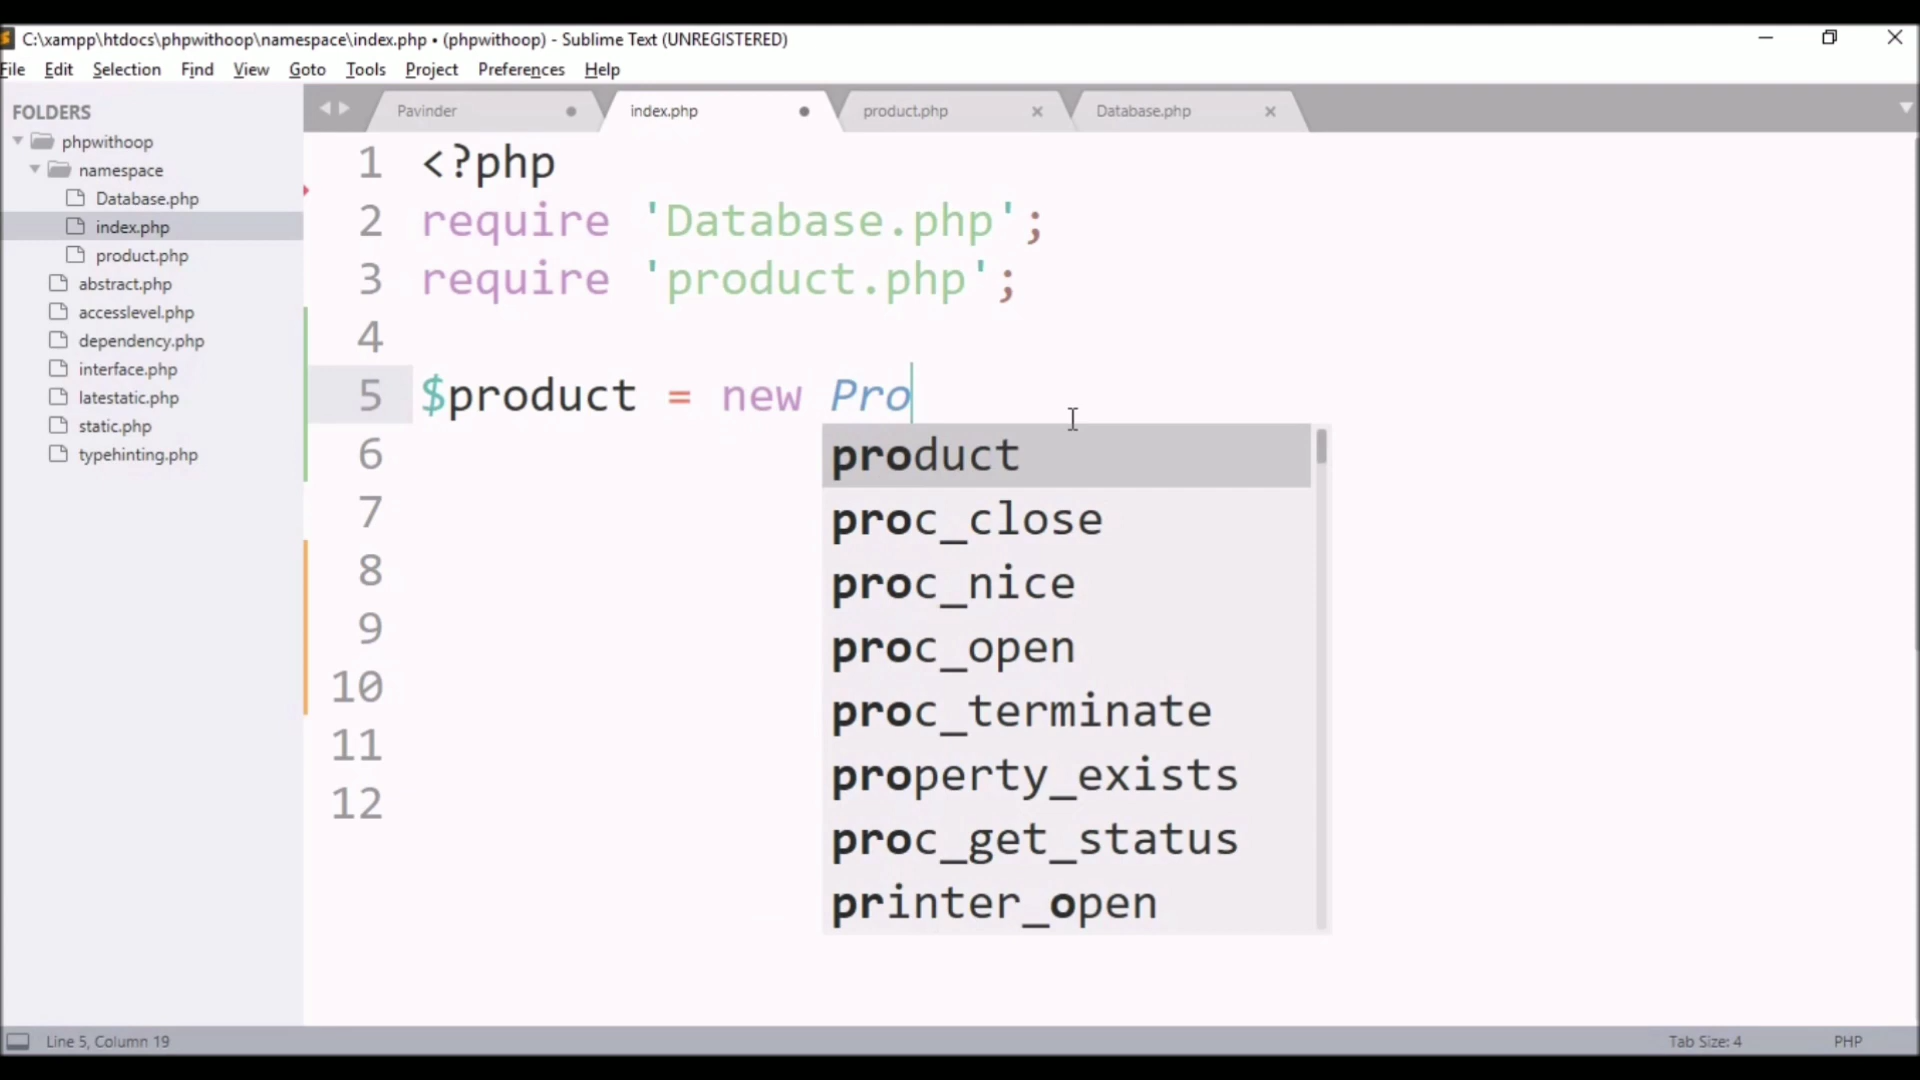 C:\xampp\htdocs\phpwithoop\namespace\index.php • (phpwithoop) - Sublime Text (UNREGISTERED)
File Edit Selection Find View Goto Tools Project Preferences Help
FOLDERS
phpwithoop
namespace
Database.php
index.php
product.php
abstract.php
accesslevel.php
dependency.php
interface.php
latestatic.php
static.php
typehinting.php
Pavinder index.php product.php Database.php
1 <?php
2 require 'Database.php';
3 require 'product.php';
4
5 $product = new Pro
6
7
8
9
10
11
12
product
proc_close
proc_nice
proc_open
proc_terminate
property_exists
proc_get_status
printer_open
Line 5, Column 19 Tab Size: 4 PHP